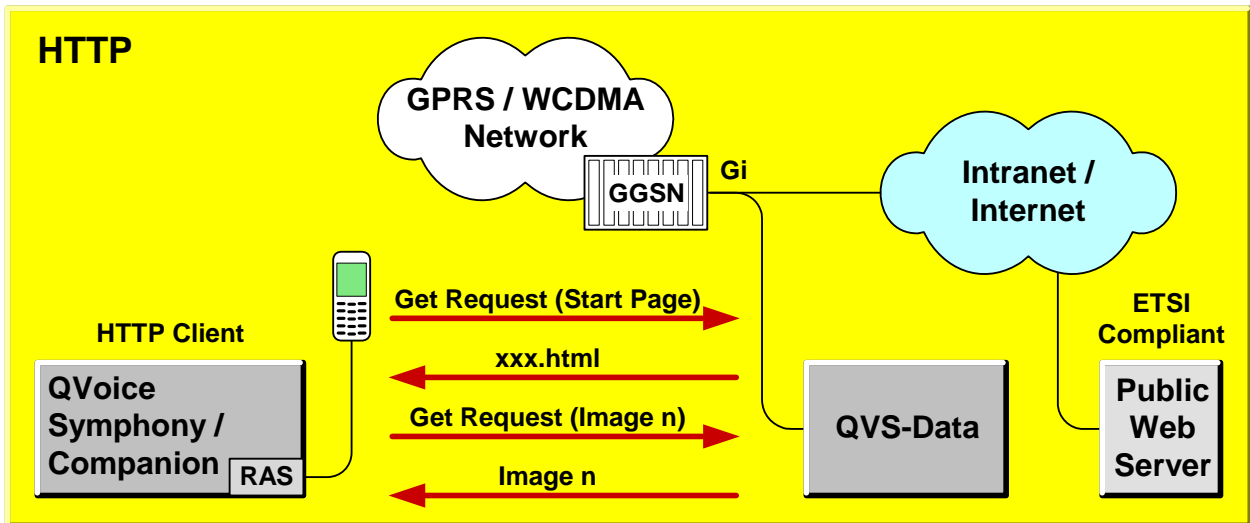 HTTP
GPRS / WCDMA
Network
GGSN
Gi
Intranet /
Internet
Get Request (Start Page)
HTTP Client
ETSI
Compliant
xxx.html
QVoice
Symphony /
Companion
RAS
Get Request (Image n)
QVS-Data
Public
Web
Server
Image n